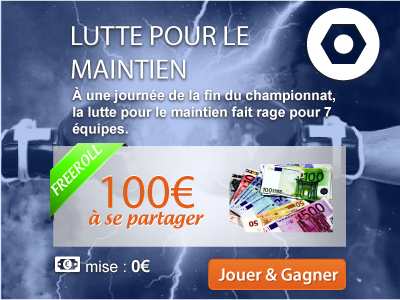 LUTTE POUR LE
MAINTIEN
À une journée de la fin du championnat,
la lutte pour le maintien fait rage pour 7
équipes.
FREEROLL
100€
à se partager
mise : 0€
Jouer & Gagner